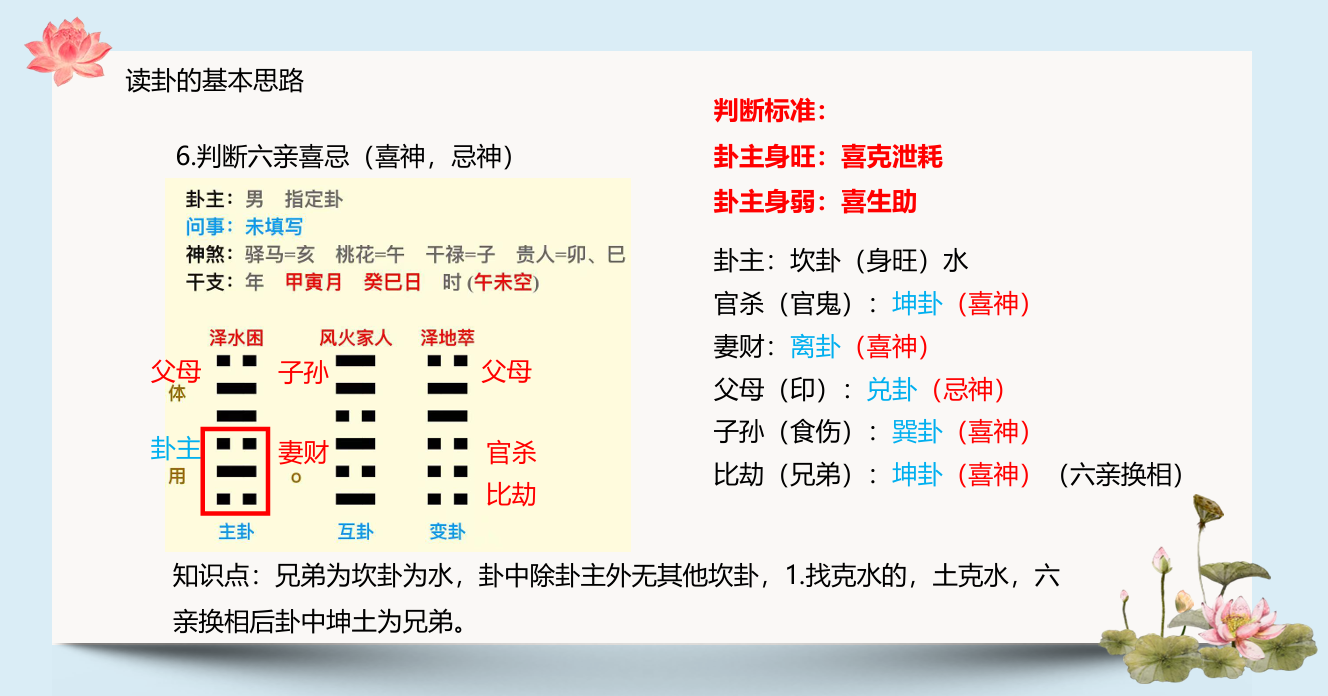 读卦的基本思路
6.判断六亲喜忌（喜神，忌神）
卦主：男 指定卦
问事：未填写
神煞：驿马=亥 桃花=午 干禄=子 贵人=卯、巳
干支：年 甲寅月 癸巳日 时 (午未空)
泽水困 风火家人 泽地萃
父母 子孙 父母
体
卦主 妻财 官杀
用 o 比劫
主卦 互卦 变卦
判断标准：
卦主身旺：喜克泄耗
卦主身弱：喜生助
卦主：坎卦（身旺）水
官杀（官鬼）：坤卦（喜神）
妻财：离卦（喜神）
父母（印）：兑卦（忌神）
子孙（食伤）：巽卦（喜神）
比劫（兄弟）：坤卦（喜神）（六亲换相）
知识点：兄弟为坎卦为水，卦中除卦主外无其他坎卦，1.找克水的，土克水，六
亲换相后卦中坤土为兄弟。